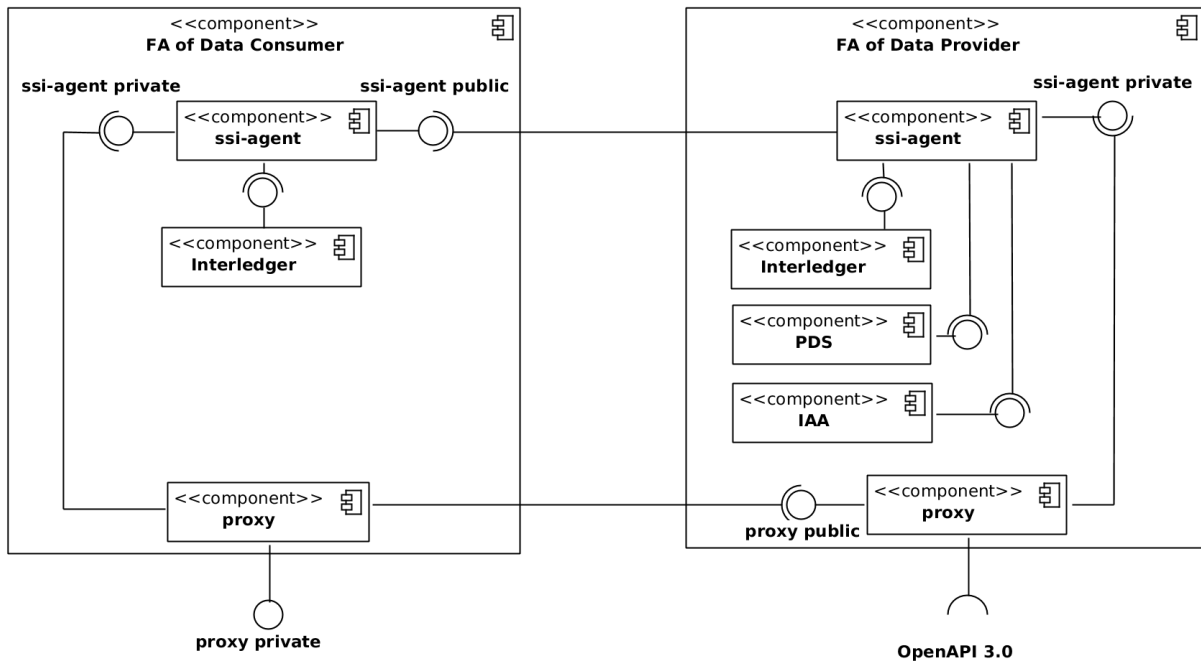 <<component>>
FA of Data Consumer
ssi-agent private
ssi-agent public
<<component>>
ssi-agent
<<component>>
Interledger
<<component>>
proxy
proxy private
<<component>>
FA of Data Provider
ssi-agent private
<<component>>
ssi-agent
<<component>>
Interledger
<<component>>
PDS
<<component>>
IAA
<<component>>
proxy
proxy public
OpenAPI 3.0